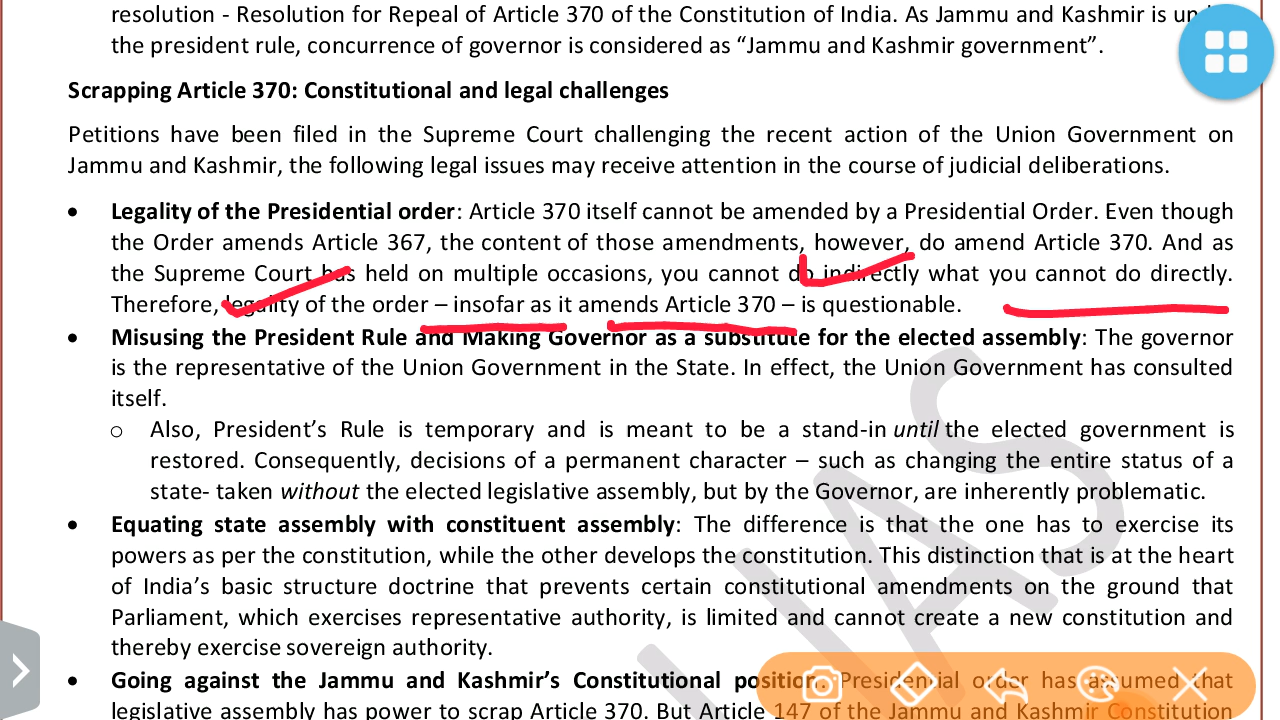 resolution - Resolution for Repeal of Article 370 of the Constitution of India. As Jammu and Kashmir is under
the president rule, concurrence of governor is considered as “Jammu and Kashmir government”.
Scrapping Article 370: Constitutional and legal challenges
Petitions have been filed in the Supreme Court challenging the recent action of the Union Government on
Jammu and Kashmir, the following legal issues may receive attention in the course of judicial deliberations.
• Legality of the Presidential order: Article 370 itself cannot be amended by a Presidential Order. Even though
the Order amends Article 367, the content of those amendments, however, do amend Article 370. And as
the Supreme Court has held on multiple occasions, you cannot do indirectly what you cannot do directly.
Therefore, legality of the order – insofar as it amends Article 370 – is questionable.
• Misusing the President Rule and Making Governor as a substitute for the elected assembly: The governor
is the representative of the Union Government in the State. In effect, the Union Government has consulted
itself.
o Also, President’s Rule is temporary and is meant to be a stand-in until the elected government is
restored. Consequently, decisions of a permanent character – such as changing the entire status of a
state- taken without the elected legislative assembly, but by the Governor, are inherently problematic.
• Equating state assembly with constituent assembly: The difference is that the one has to exercise its
powers as per the constitution, while the other develops the constitution. This distinction that is at the heart
of India’s basic structure doctrine that prevents certain constitutional amendments on the ground that
Parliament, which exercises representative authority, is limited and cannot create a new constitution and
thereby exercise sovereign authority.
• Going against the Jammu and Kashmir’s Constitutional position: Presidential order has assumed that
legislative assembly has power to scrap Article 370. But Article 147 of the Jammu and Kashmir Constitution
IAS